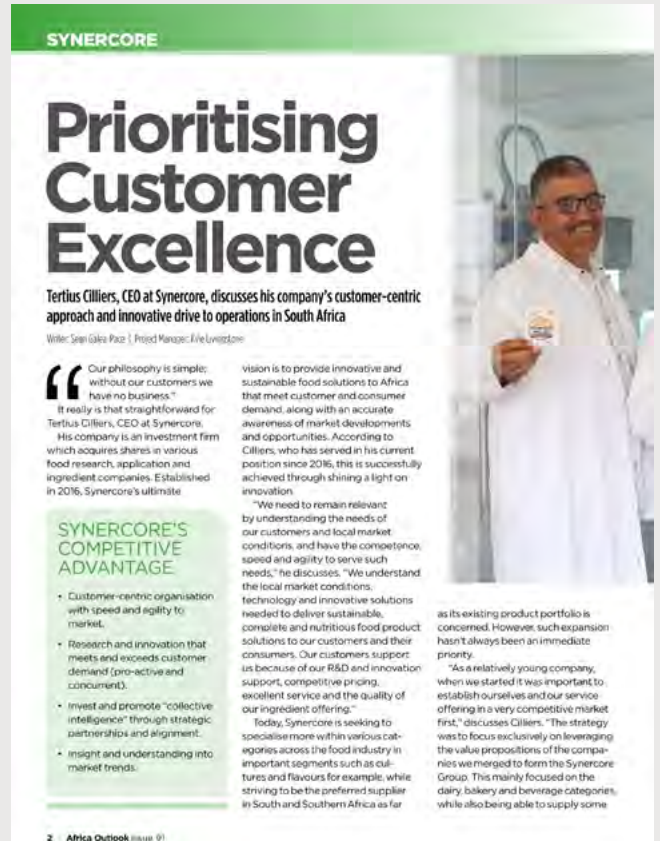 SYNERCORE
Prioritising
Customer
Excellence
Tertius Cilliers, CEO at Synercore, discusses his company's customer-centric
approach and innovative drive to operations in South Africa
Writer: Sean Galea-Pace | Project Manager: Kyle Livingstone
“Our philosophy is simple;
without our customers we
have no business.”
It really is that straightforward for
Tertius Cilliers, CEO at Synercore.
His company is an investment firm
which acquires shares in various
food research, application and
ingredient companies. Established
in 2016, Synercore's ultimate
SYNERCORE'S
COMPETITIVE
ADVANTAGE
• Customer-centric organisation
with speed and agility to
market.
• Research and innovation that
meets and exceeds customer
demand (pro-active and
concurrent).
• Invest and promote “collective
intelligence” through strategic
partnerships and alignment.
• Insight and understanding into
market trends.
vision is to provide innovative and
sustainable food solutions to Africa
that meet customer and consumer
demand, along with an accurate
awareness of market developments
and opportunities. According to
Cilliers, who has served in his current
position since 2016, this is successfully
achieved through shining a light on
innovation.
“We need to remain relevant
by understanding the needs of
our customers and local market
conditions, and have the competence,
speed and agility to serve such
needs,” he discusses. “We understand
the local market conditions,
technology and innovative solutions
needed to deliver sustainable,
complete and nutritious food product
solutions to our customers and their
consumers. Our customers support
us because of our R&D and innovation
support, competitive pricing,
excellent service and the quality of
our ingredient offering.”
Today, Synercore is seeking to
specialise more within various cat-
egories across the food industry in
important segments such as cul-
tures and flavours for example, while
striving to be the preferred supplier
in South and Southern Africa as far
as its existing product portfolio is
concerned. However, such expansion
hasn't always been an immediate
priority.
“As a relatively young company,
when we started it was important to
establish ourselves and our service
offering in a very competitive market
first,” discusses Cilliers. “The strategy
was to focus exclusively on leveraging
the value propositions of the compa-
nies we merged to form the Synercore
Group. This mainly focused on the
dairy, bakery and beverage categories,
while also being able to supply some
2 Africa Outlook issue 91